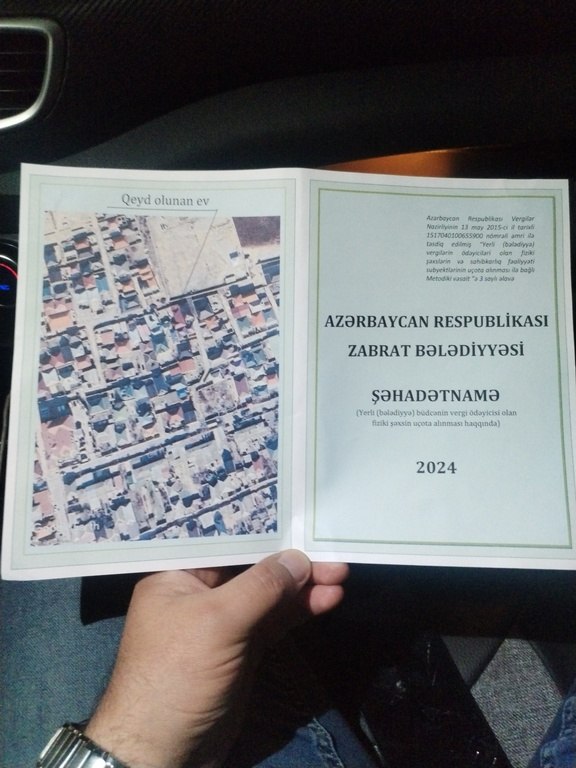 Qeyd olunan ev
Azərbaycan Respublikası Vergilər
Nazirliyinin 13 may 2015-ci il tarixli
1517040100655900 nömrəli əmri ilə
təsdiq edilmiş "Yerli (bələdiyyə)
vergilərin ödəyiciləri olan fiziki
şəxslərin və sahibkarlıq fəaliyyəti
subyektlərinin uçota alınması ilə bağlı
Metodiki vəsait "ə 3 saylı əlavə
AZƏRBAYCAN RESPUBLİKASI
ZABRAT BƏLƏDİYYƏSİ
ŞƏHADƏTNAMƏ
(Yerli (bələdiyyə) büdcənin vergi ödəyicisi olan
fiziki şəxsin uçota alınması haqqında)
2024